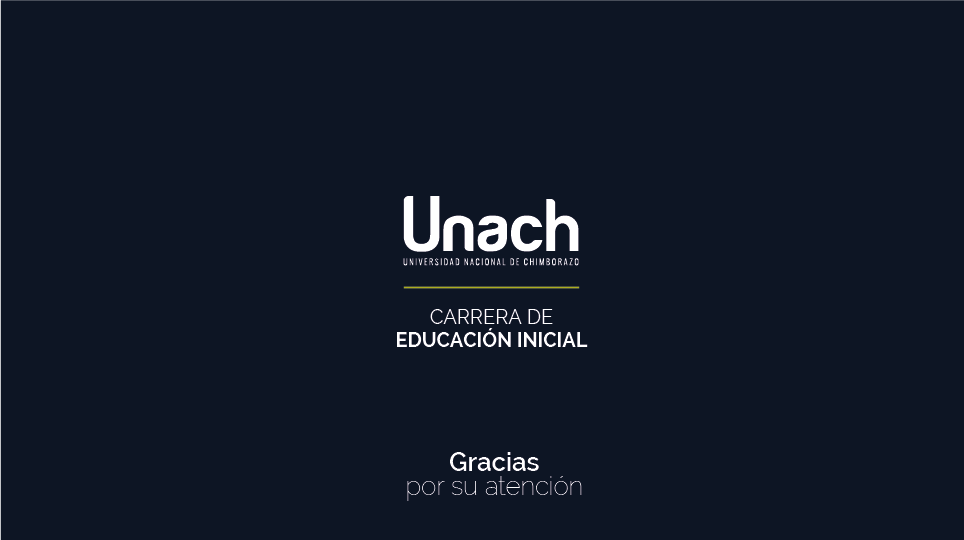 Unach
UNIVERSIDAD NACIONAL DE CHIMBORAZO
CARRERA DE
EDUCACIÓN INICIAL
Gracias
por su atención